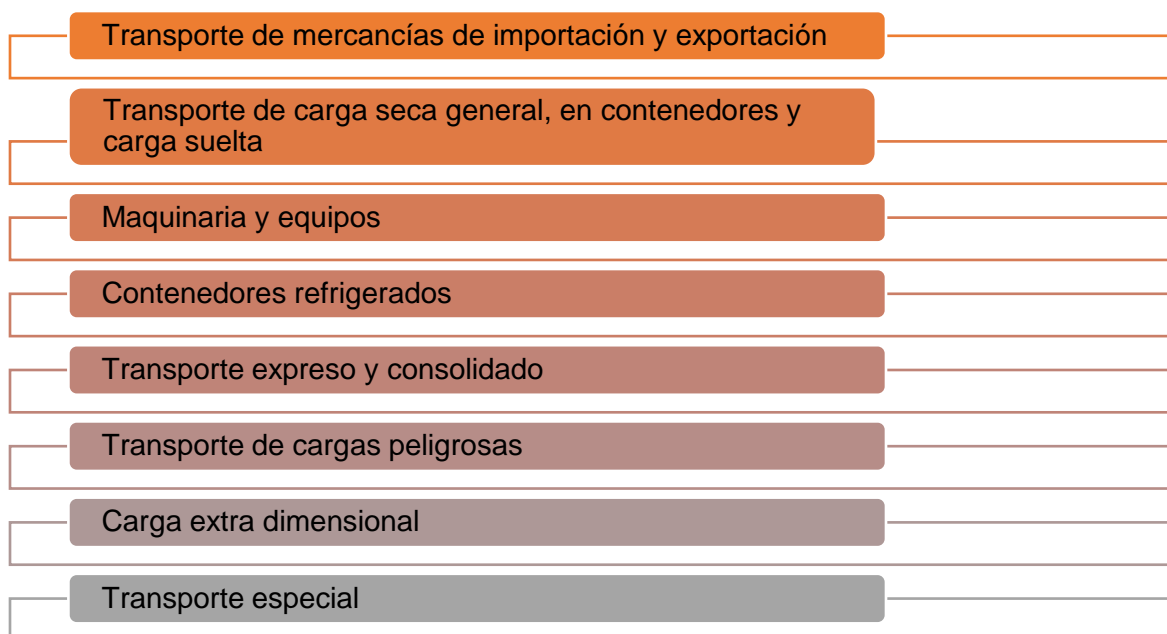 Transporte de mercancías de importación y exportación
Transporte de carga seca general, en contenedores y
carga suelta
Maquinaria y equipos
Contenedores refrigerados
Transporte expreso y consolidado
Transporte de cargas peligrosas
Carga extra dimensional
Transporte especial